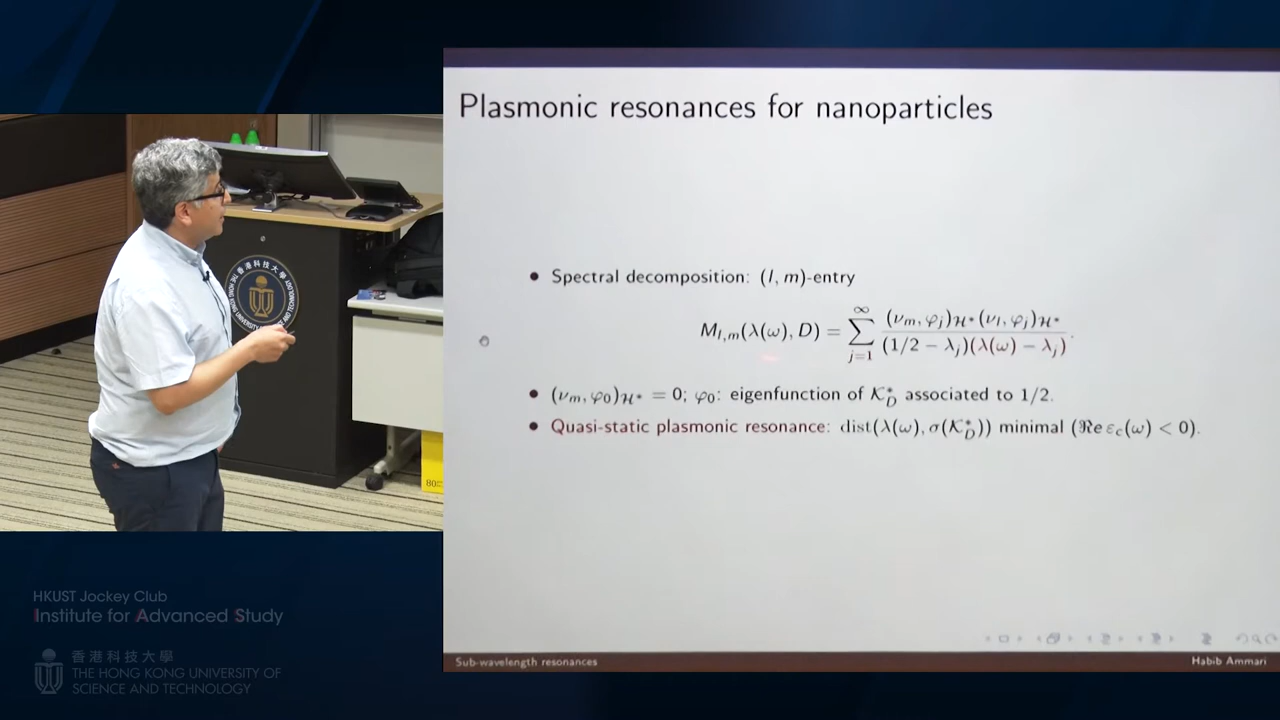 Plasmonic resonances for nanoparticles
• Spectral decomposition: (l, m)-entry
M_{l,m}(λ(ω), D) = ∑_{j=1}^{∞} (ν_m, φ_j)_{H*}(ν_l, φ_j)_{H*} / (1/2 − λ_j)(λ(ω) − λ_j).
• (ν_m, φ_0)_{H*} = 0; φ_0: eigenfunction of K*_D associated to 1/2.
• Quasi-static plasmonic resonance: dist(λ(ω), σ(K*_D)) minimal (ℜe ε_c(ω) < 0).
Sub-wavelength resonances
Habib Ammari
HKUST Jockey Club
Institute for Advanced Study
香港科技大學
THE HONG KONG UNIVERSITY OF
SCIENCE AND TECHNOLOGY